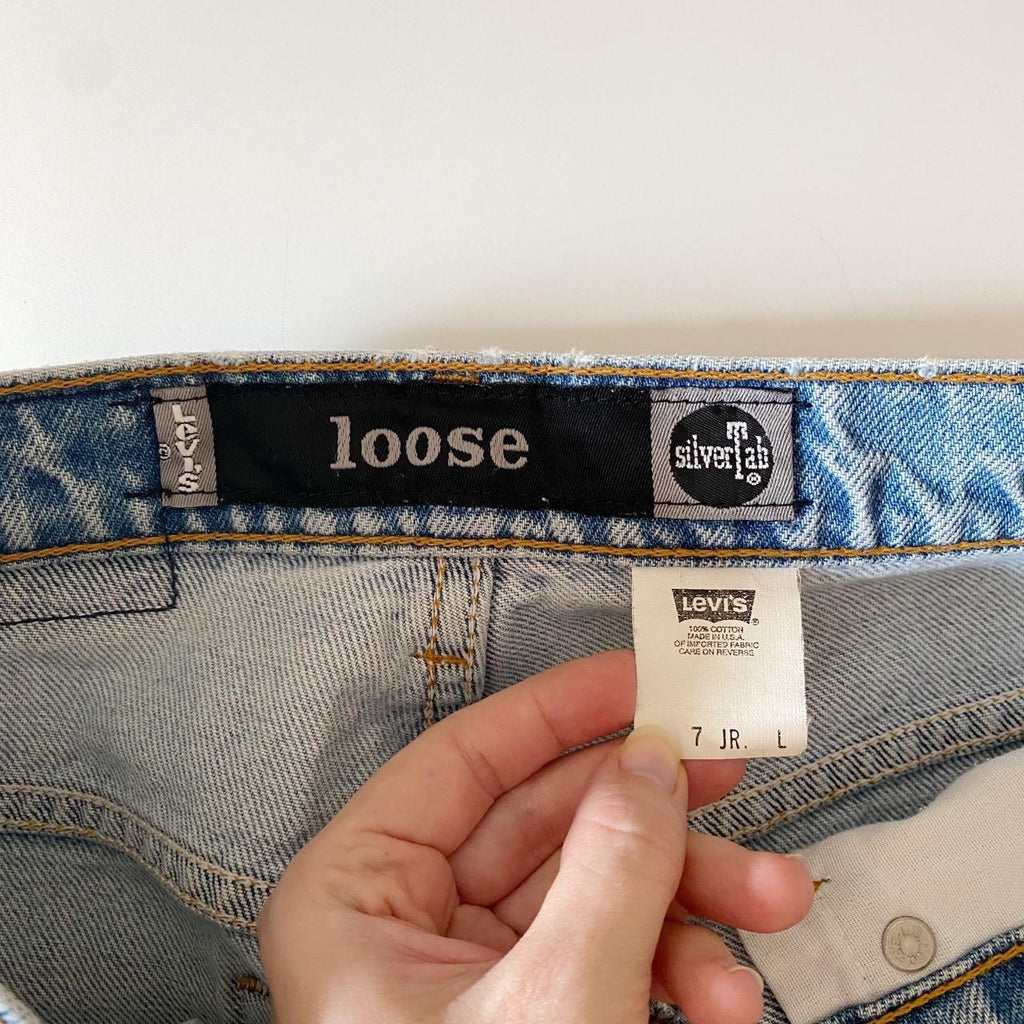 LEVI'S ®
loose
silverTab ®
LEVI'S ®
100% COTTON
MADE IN U.S.A.
OF IMPORTED FABRIC
CARE ON REVERSE
7 JR. L